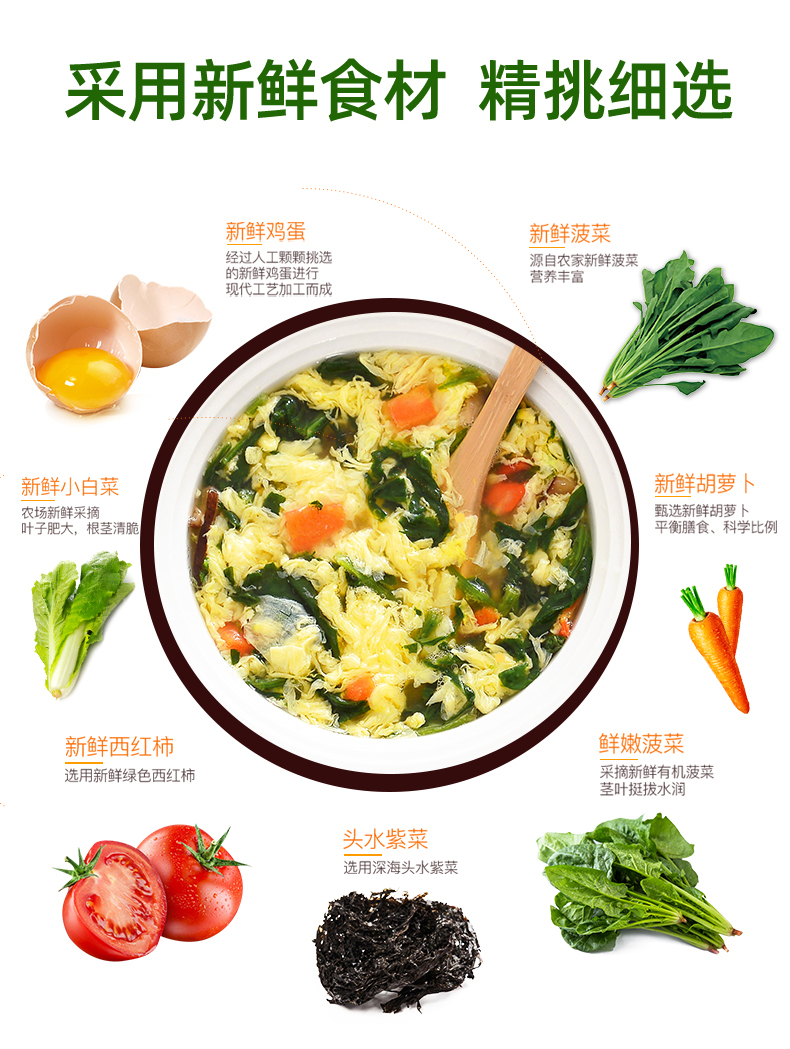 采用新鲜食材 精挑细选
新鲜鸡蛋
经过人工颗颗挑选
的新鲜鸡蛋进行
现代工艺加工而成
新鲜菠菜
源自农家新鲜菠菜
营养丰富
新鲜小白菜
农场新鲜采摘
叶子肥大，根茎清脆
新鲜胡萝卜
甄选新鲜胡萝卜
平衡膳食、科学比例
新鲜西红柿
选用新鲜绿色西红柿
鲜嫩菠菜
采摘新鲜有机菠菜
茎叶挺拔水润
头水紫菜
选用深海头水紫菜